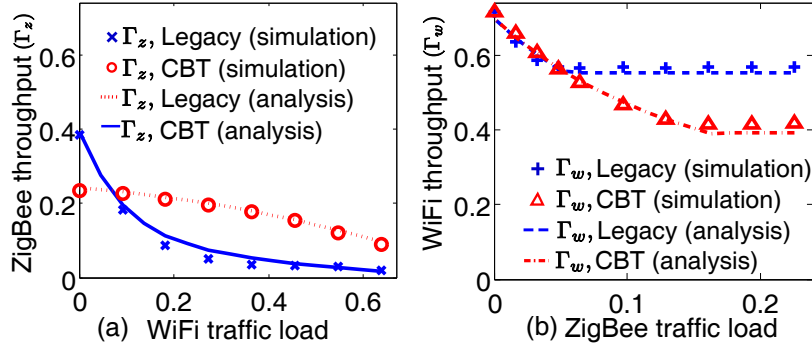 ZigBee throughput (Γz)
0.6
0.4
0.2
0
Γz, Legacy (simulation)
Γz, CBT (simulation)
Γz, Legacy (analysis)
Γz, CBT (analysis)
0 0.2 0.4 0.6
(a) WiFi traffic load
WiFi throughput (Γw)
0.6
0.4
0.2
0
Γw, Legacy (simulation)
Γw, CBT (simulation)
Γw, Legacy (analysis)
Γw, CBT (analysis)
0 0.1 0.2
(b) ZigBee traffic load